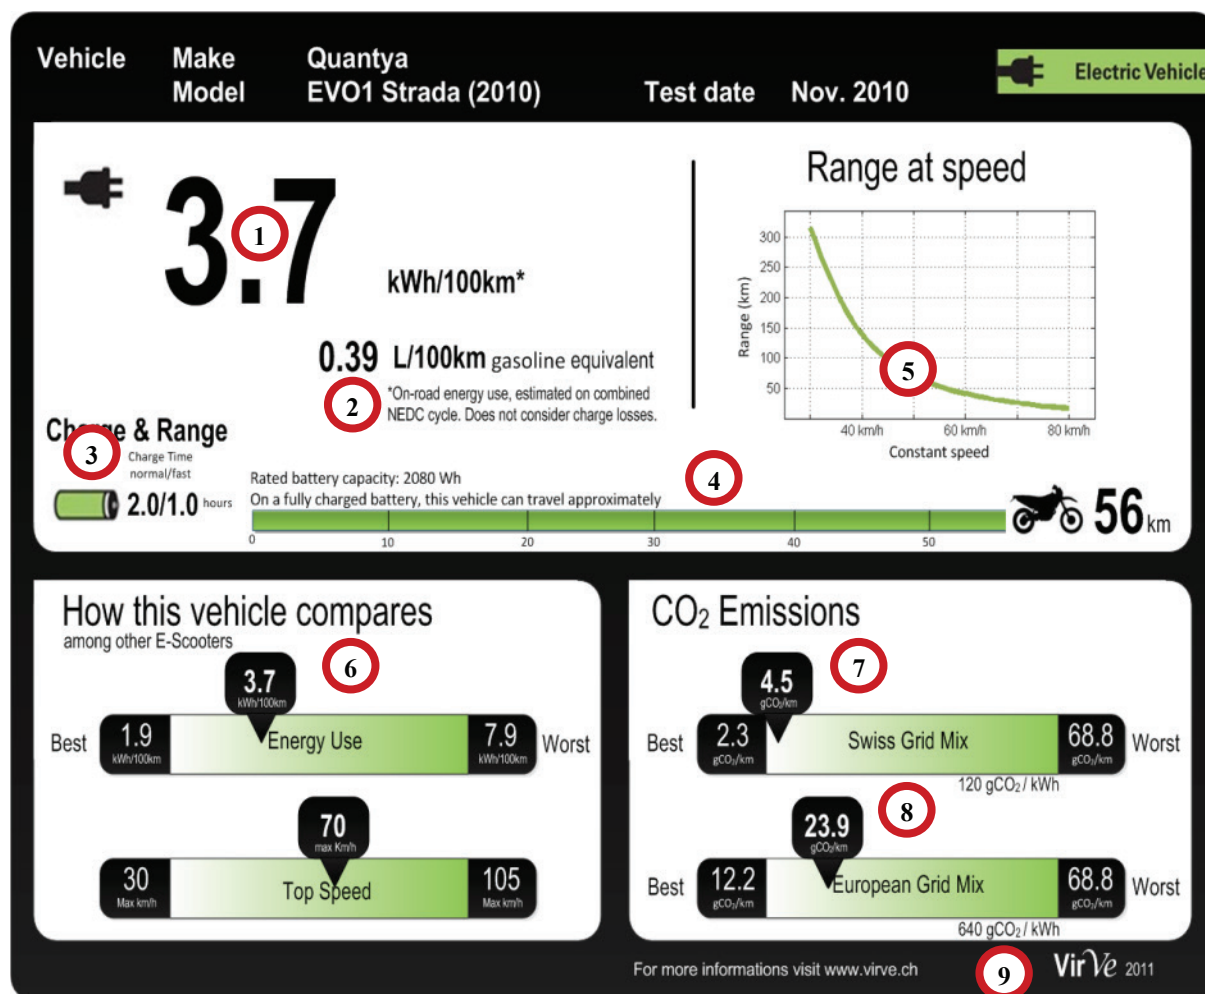 Vehicle Make Quantya
Model EVO1 Strada (2010) Test date Nov. 2010
Electric Vehicle
3.7
1
kWh/100km*
0.39 L/100km gasoline equivalent
2
*On-road energy use, estimated on combined
NEDC cycle. Does not consider charge losses.
Range at speed
Range (km)
300
250
200
150
100
50
5
40 km/h 60 km/h 80 km/h
Constant speed
Charge & Range
3
Charge Time
normal/fast
2.0/1.0 hours
Rated battery capacity: 2080 Wh
4
On a fully charged battery, this vehicle can travel approximately
0 10 20 30 40 50
56 km
How this vehicle compares
among other E-Scooters
6
3.7
kWh/100km
Best 1.9 kWh/100km Energy Use 7.9 kWh/100km Worst
70
max Km/h
30 Max km/h Top Speed 105 Max km/h
CO₂ Emissions
7
4.5
gCO₂/km
Best 2.3 gCO₂/km Swiss Grid Mix 68.8 gCO₂/km Worst
120 gCO₂ / kWh
8
23.9
gCO₂/km
Best 12.2 gCO₂/km European Grid Mix 68.8 gCO₂/km Worst
640 gCO₂ / kWh
For more informations visit www.virve.ch
9
VirVe 2011